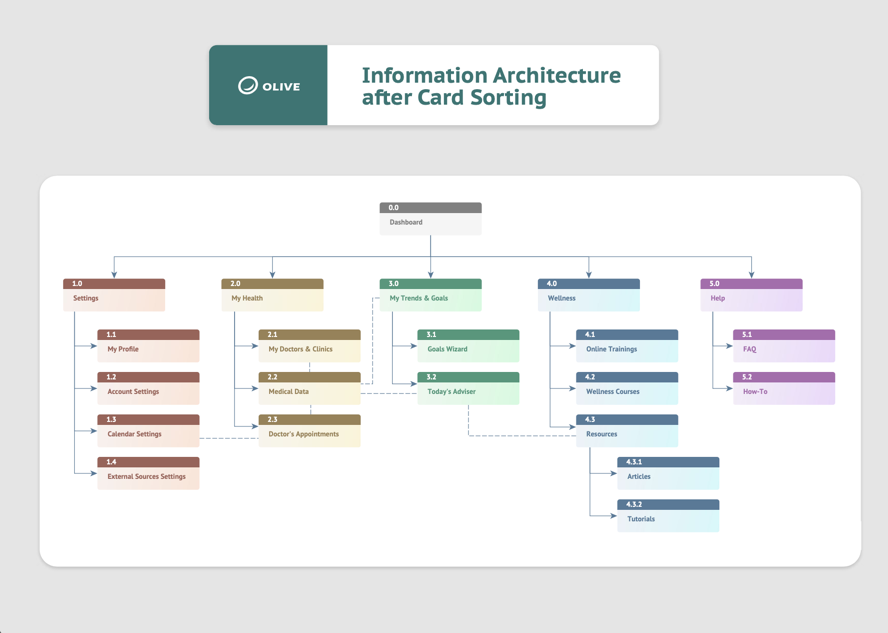 OLIVE
Information Architecture
after Card Sorting
0.0
Dashboard
1.0
Settings
1.1
My Profile
1.2
Account Settings
1.3
Calendar Settings
1.4
External Sources Settings
2.0
My Health
2.1
My Doctors & Clinics
2.2
Medical Data
2.3
Doctor's Appointments
3.0
My Trends & Goals
3.1
Goals Wizard
3.2
Today's Adviser
4.0
Wellness
4.1
Online Trainings
4.2
Wellness Courses
4.3
Resources
4.3.1
Articles
4.3.2
Tutorials
5.0
Help
5.1
FAQ
5.2
How-To